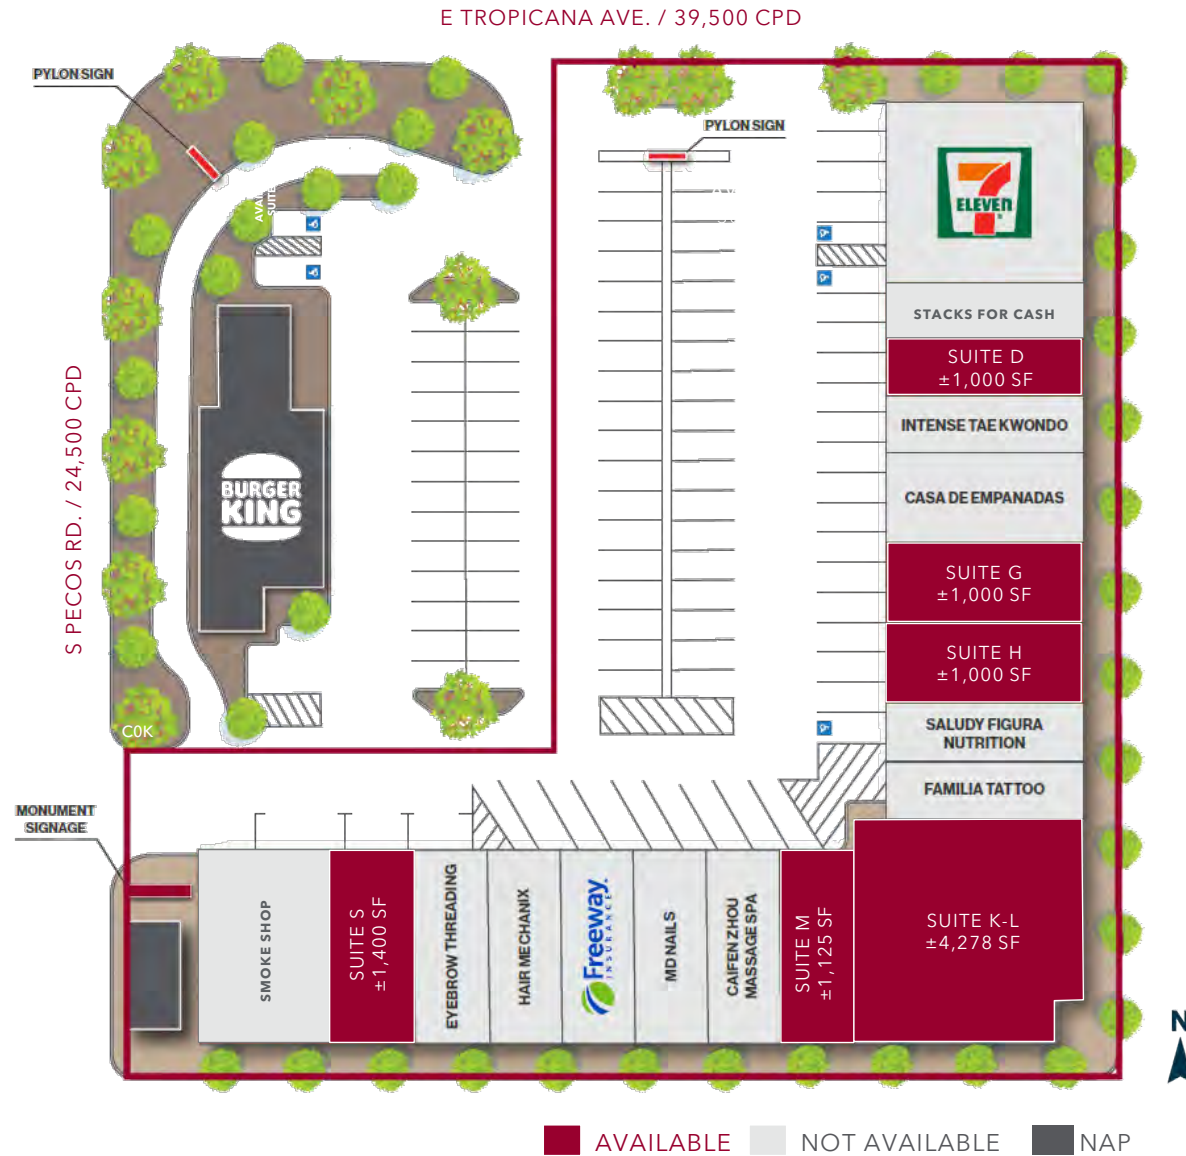 E TROPICANA AVE. / 39,500 CPD
PYLON SIGN
PYLON SIGN
SUITE
7
ELEVEN
STACKS FOR CASH
SUITE D
±1,000 SF
INTENSE TAE KWONDO
CASA DE EMPANADAS
SUITE G
±1,000 SF
SUITE H
±1,000 SF
SALUDY FIGURA
NUTRITION
FAMILIA TATTOO
S PECOS RD. / 24,500 CPD
BURGER
KING
C0K
MONUMENT
SIGNAGE
SMOKE SHOP
SUITE S
±1,400 SF
EYEBROW THREADING
HAIR MECHANIX
Freeway.
INSURANCE
MD NAILS
CAIFEN ZHOU
MASSAGE SPA
SUITE M
±1,125 SF
SUITE K-L
±4,278 SF
N
AVAILABLE
NOT AVAILABLE
NAP